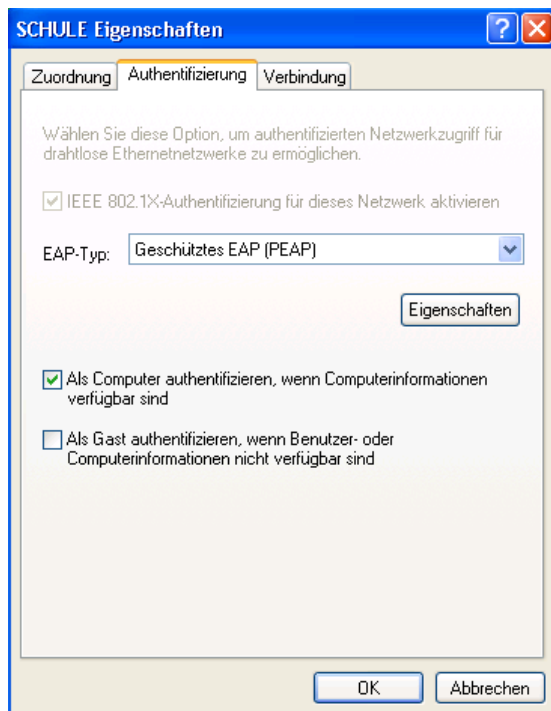 SCHULE Eigenschaften
Zuordnung Authentifizierung Verbindung
Wählen Sie diese Option, um authentifizierten Netzwerkzugriff für
drahtlose Ethernetnetzwerke zu ermöglichen.
IEEE 802.1X-Authentifizierung für dieses Netzwerk aktivieren
EAP-Typ: Geschütztes EAP (PEAP)
Eigenschaften
Als Computer authentifizieren, wenn Computerinformationen
verfügbar sind
Als Gast authentifizieren, wenn Benutzer- oder
Computerinformationen nicht verfügbar sind
OK Abbrechen